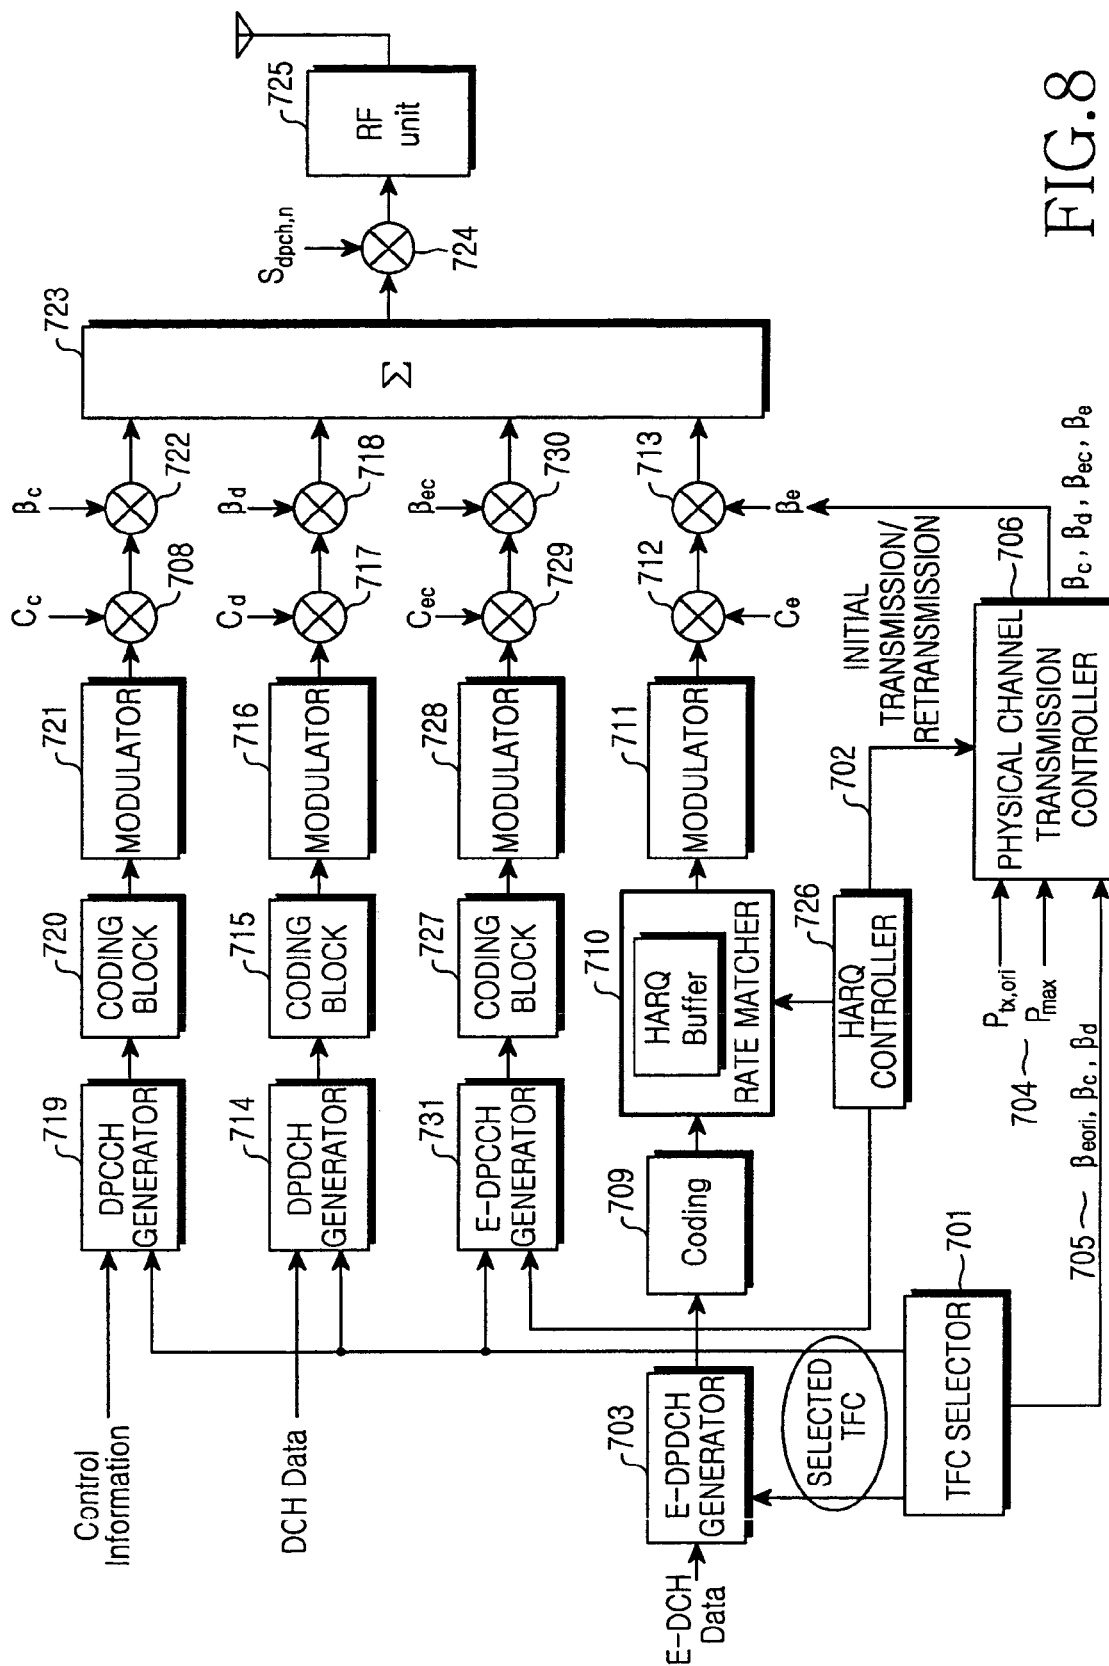 Control
Information
719
DPCCH
GENERATOR
720
CODING
BLOCK
721
MODULATOR
C_c
708
β_c
722
723
Σ
S_dpch,n
724
725
RF
unit
DCH Data
714
DPDCH
GENERATOR
715
CODING
BLOCK
716
MODULATOR
C_d
717
β_d
718
731
E-DPCCH
GENERATOR
727
CODING
BLOCK
728
MODULATOR
C_ec
729
β_ec
730
E-DCH
Data
703
E-DPDCH
GENERATOR
709
Coding
710
HARQ
Buffer
RATE MATCHER
711
MODULATOR
712
C_e
713
β_e
SELECTED
TFC
726
HARQ
CONTROLLER
702
INITIAL
TRANSMISSION/
RETRANSMISSION
701
TFC SELECTOR
704
P_tx,ori
P_max
705
β_eori, β_c, β_d
706
PHYSICAL CHANNEL
TRANSMISSION
CONTROLLER
β_c, β_d, β_ec, β_e
FIG.8